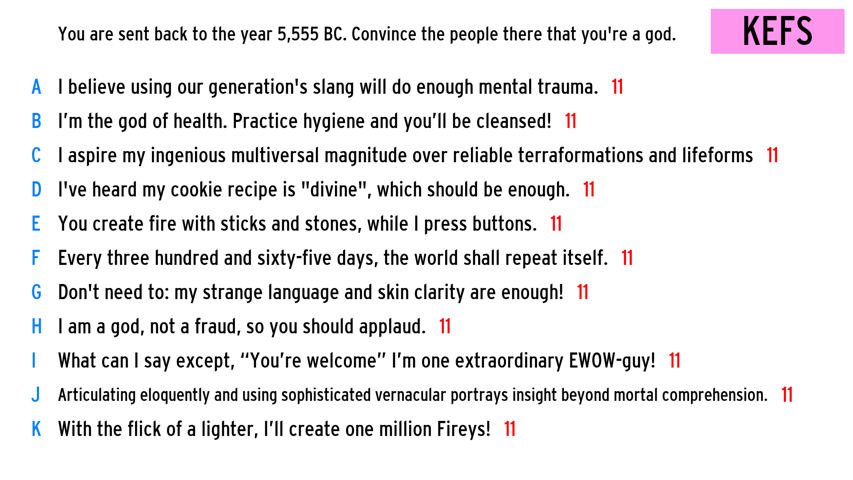 You are sent back to the year 5,555 BC. Convince the people there that you're a god.
KEFS
A I believe using our generation's slang will do enough mental trauma. 11
B I’m the god of health. Practice hygiene and you’ll be cleansed! 11
C I aspire my ingenious multiversal magnitude over reliable terraformations and lifeforms 11
D I've heard my cookie recipe is "divine", which should be enough. 11
E You create fire with sticks and stones, while I press buttons. 11
F Every three hundred and sixty-five days, the world shall repeat itself. 11
G Don't need to: my strange language and skin clarity are enough! 11
H I am a god, not a fraud, so you should applaud. 11
I What can I say except, “You’re welcome” I’m one extraordinary EWOW-guy! 11
J Articulating eloquently and using sophisticated vernacular portrays insight beyond mortal comprehension. 11
K With the flick of a lighter, I’ll create one million Fireys! 11